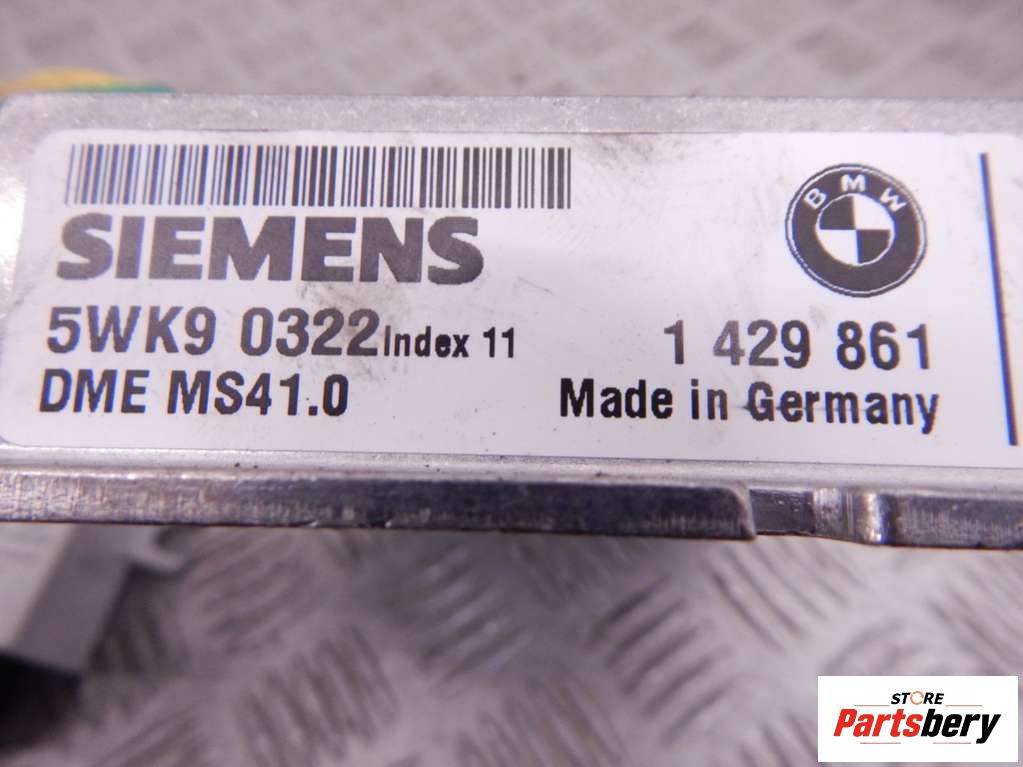 BMW
SIEMENS
5WK9 0322 Index 11
1 429 861
DME MS41.0
Made in Germany
STORE
Partsbery